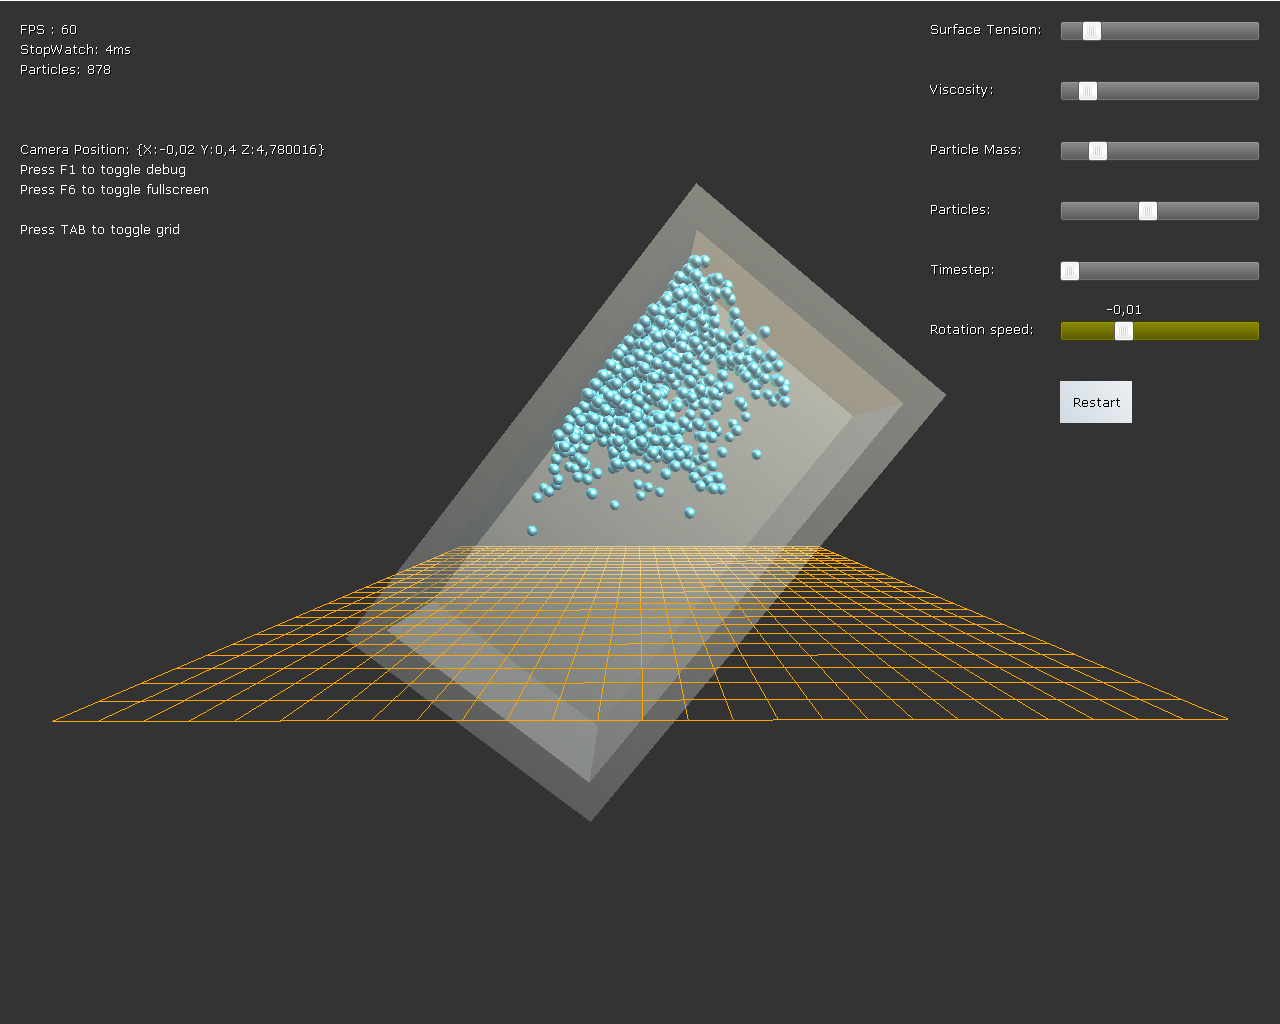 FPS : 60
StopWatch: 4ms
Particles: 878
Camera Position: {X:-0,02 Y:0,4 Z:4,780016}
Press F1 to toggle debug
Press F6 to toggle fullscreen
Press TAB to toggle grid
Surface Tension:
Viscosity:
Particle Mass:
Particles:
Timestep:
-0,01
Rotation speed:
Restart